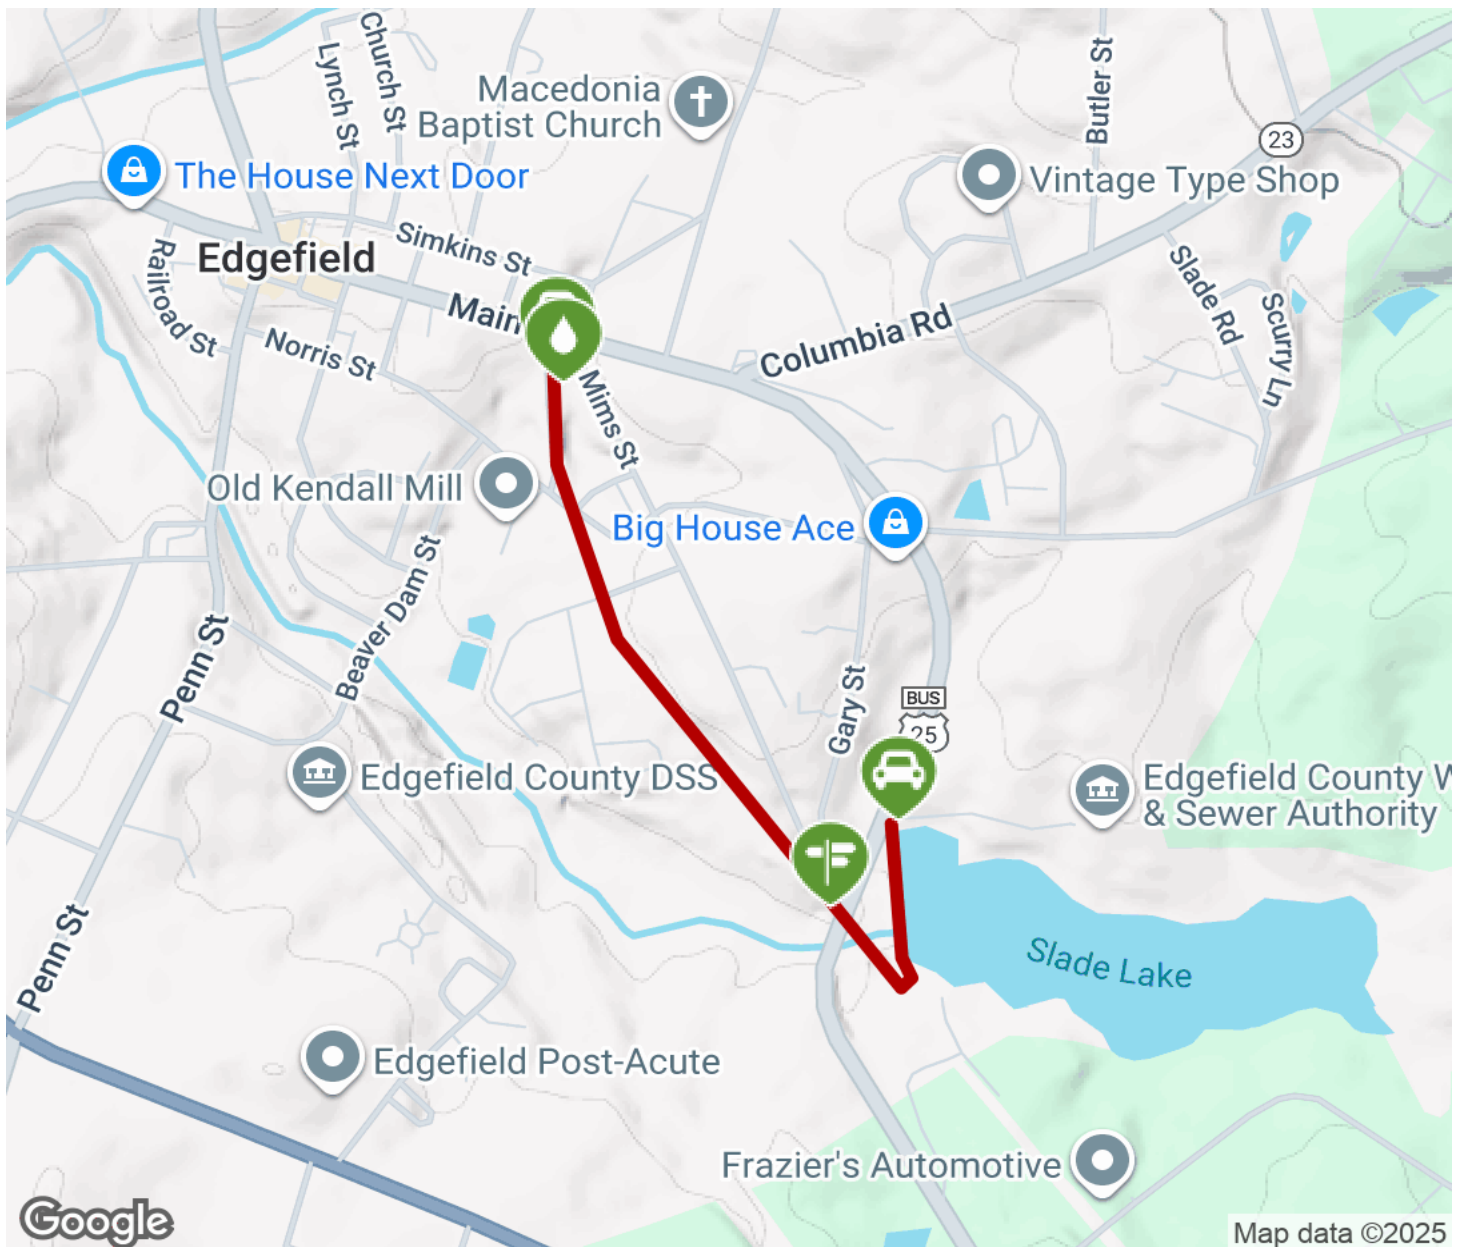 Church St
Lynch St
Macedonia
Baptist Church
Butler St
23
The House Next Door
Vintage Type Shop
Simkins St
Edgefield
Railroad St
Slade Rd
Scurry Ln
Main
Norris St
Columbia Rd
Mims St
Old Kendall Mill
Big House Ace
Beaver Dam St
Penn St
Gary St
BUS
25
Edgefield County DSS
Edgefield County W
& Sewer Authority
Penn St
Slade Lake
Edgefield Post-Acute
Frazier's Automotive
Google
Map data ©2025